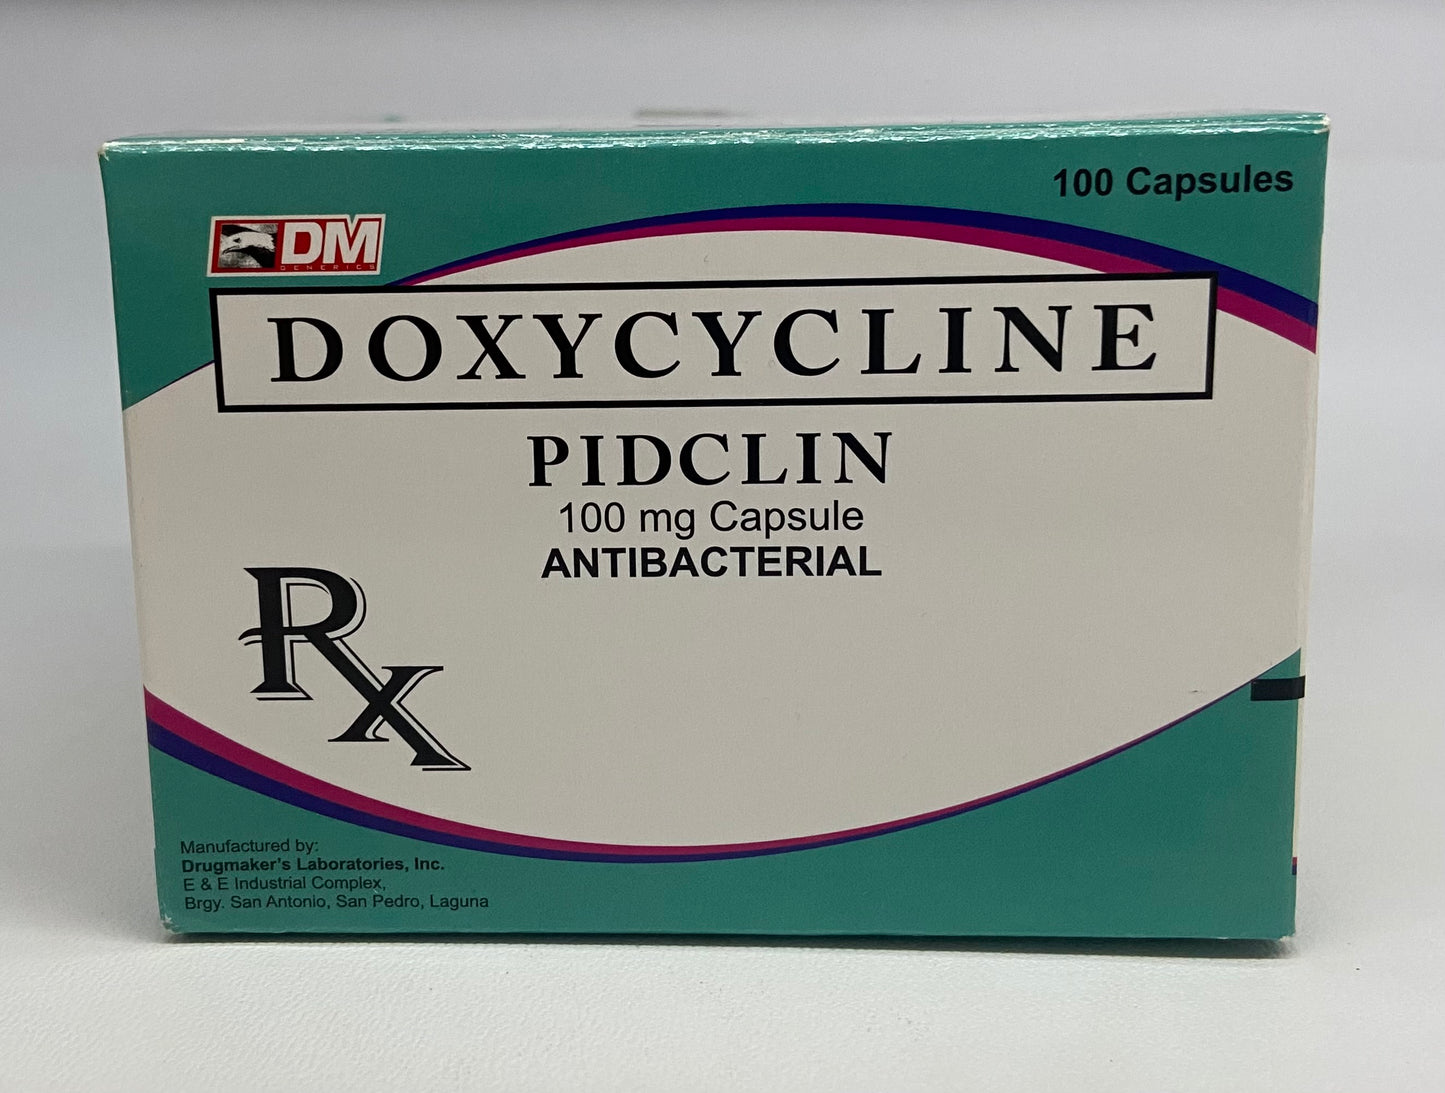 100 Capsules
DM
GENERICS
DOXYCYCLINE
PIDCLIN
100 mg Capsule
ANTIBACTERIAL
Rx
Manufactured by:
Drugmaker's Laboratories, Inc.
E & E Industrial Complex,
Brgy. San Antonio, San Pedro, Laguna